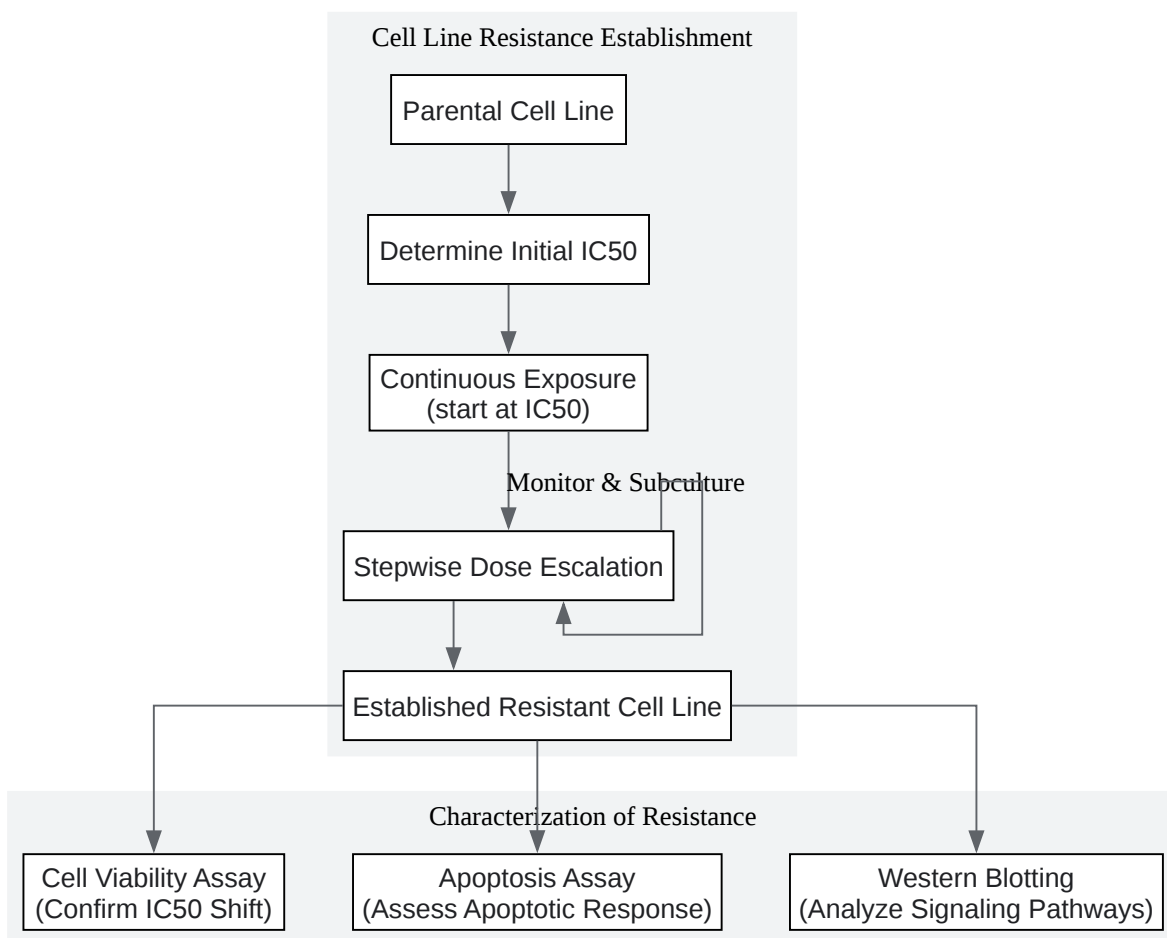 Cell Line Resistance Establishment
Parental Cell Line
Determine Initial IC50
Continuous Exposure
(start at IC50)
Monitor & Subculture
Stepwise Dose Escalation
Established Resistant Cell Line
Characterization of Resistance
Cell Viability Assay
(Confirm IC50 Shift)
Apoptosis Assay
(Assess Apoptotic Response)
Western Blotting
(Analyze Signaling Pathways)